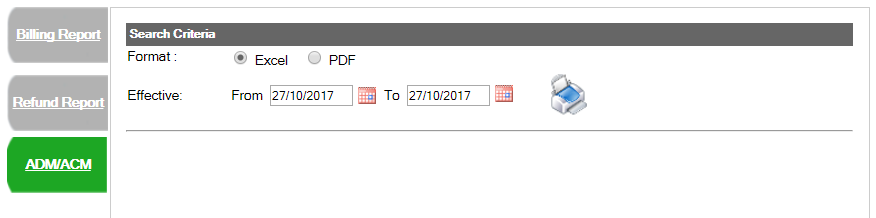 Billing Report
Refund Report
ADM/ACM
Search Criteria
Format : Excel PDF
Effective: From 27/10/2017 To 27/10/2017